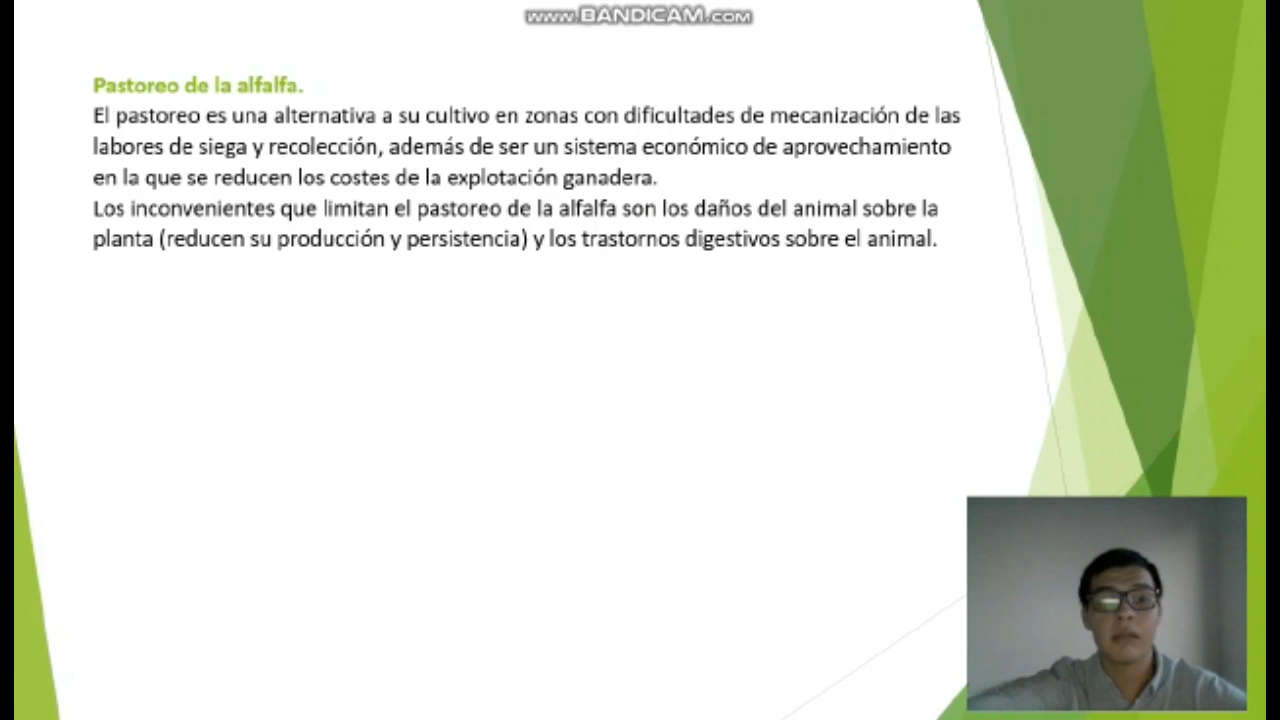 www.BANDICAM.com
Pastoreo de la alfalfa.
El pastoreo es una alternativa a su cultivo en zonas con dificultades de mecanización de las
labores de siega y recolección, además de ser un sistema económico de aprovechamiento
en la que se reducen los costes de la explotación ganadera.
Los inconvenientes que limitan el pastoreo de la alfalfa son los daños del animal sobre la
planta (reducen su producción y persistencia) y los trastornos digestivos sobre el animal.